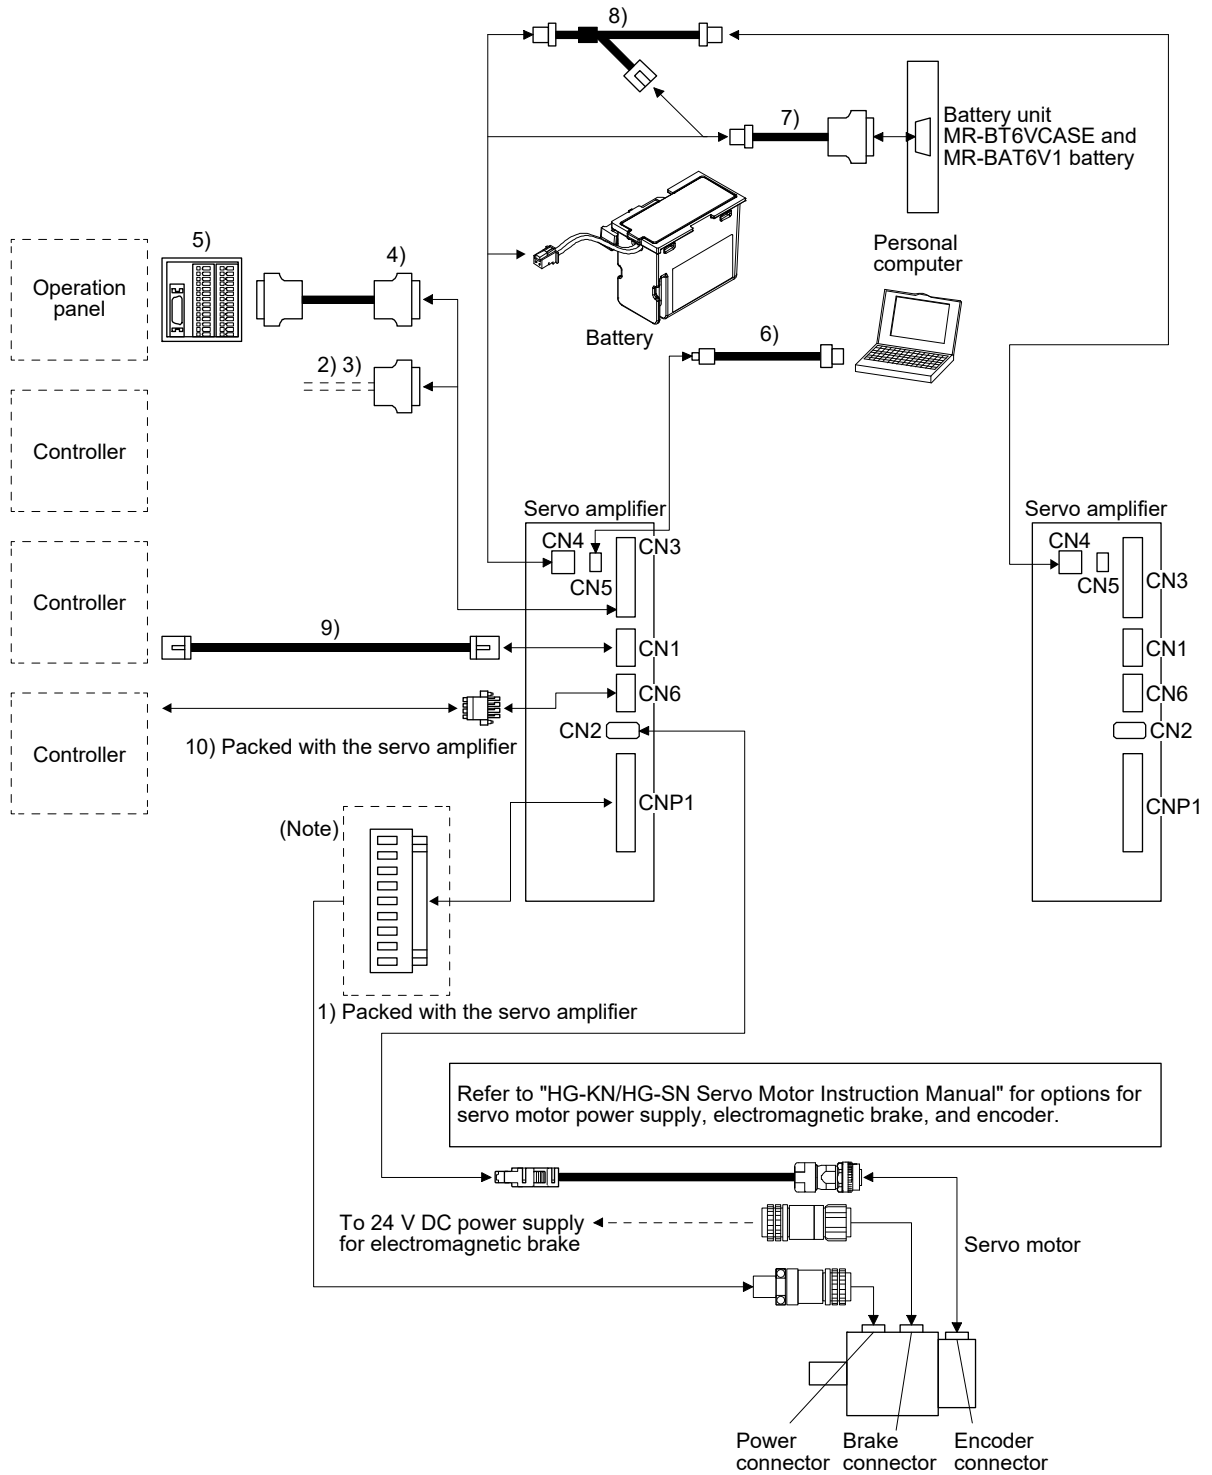 8)
7)
Battery unit
MR-BT6VCASE and
MR-BAT6V1 battery
5)
4)
Operation
panel
Personal
computer
Battery
6)
2) 3)
Controller
Servo amplifier
Servo amplifier
CN4
CN3
CN5
CN4
CN5
CN3
Controller
9)
CN1
CN1
CN6
CN6
Controller
10) Packed with the servo amplifier
CN2
CN2
(Note)
CNP1
CNP1
1) Packed with the servo amplifier
Refer to "HG-KN/HG-SN Servo Motor Instruction Manual" for options for
servo motor power supply, electromagnetic brake, and encoder.
To 24 V DC power supply
for electromagnetic brake
Servo motor
Power
connector
Brake
connector
Encoder
connector